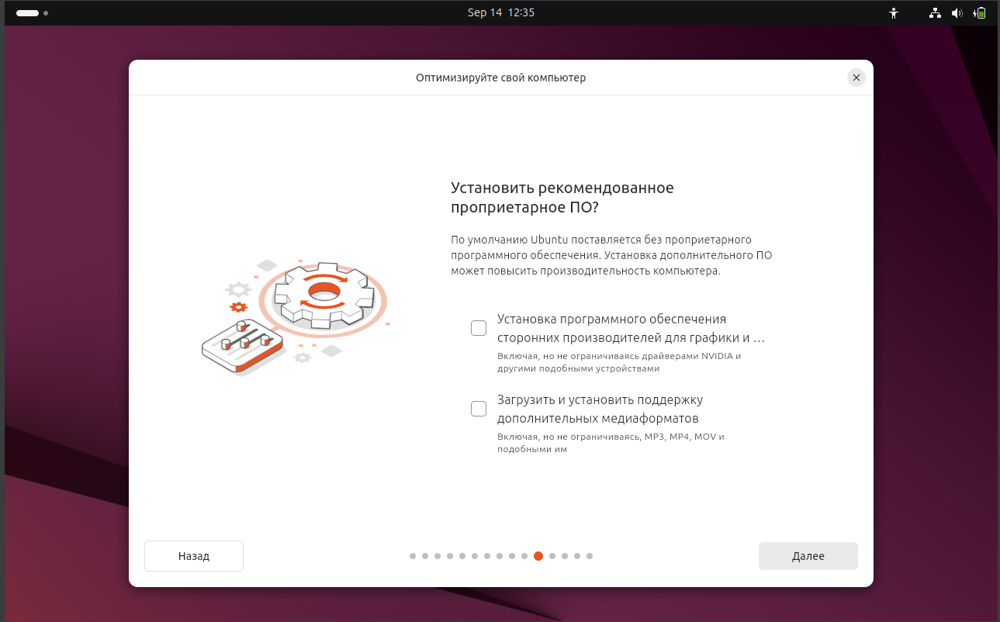 Sep 14 12:35
Оптимизируйте свой компьютер
Установить рекомендованное
проприетарное ПО?
По умолчанию Ubuntu поставляется без проприетарного
программного обеспечения. Установка дополнительного ПО
может повысить производительность компьютера.
Установка программного обеспечения
сторонних производителей для графики и …
Включая, но не ограничиваясь драйверами NVIDIA и
другими подобными устройствами
Загрузить и установить поддержку
дополнительных медиаформатов
Включая, но не ограничиваясь, MP3, MP4, MOV и
подобными им
Назад
Далее